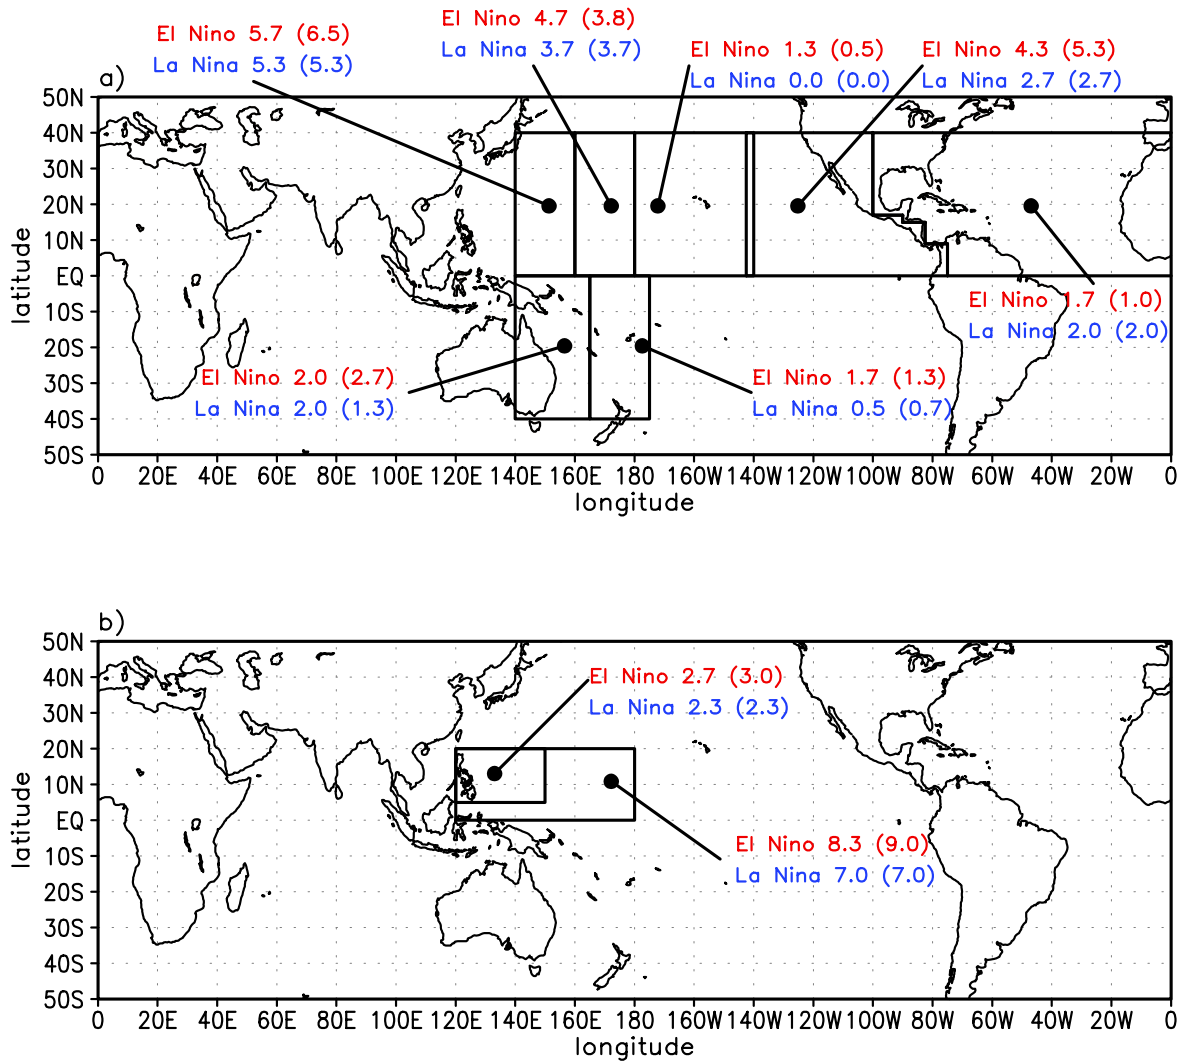 El Nino 5.7 (6.5)
La Nina 5.3 (5.3)
El Nino 4.7 (3.8)
La Nina 3.7 (3.7)
El Nino 1.3 (0.5)
La Nina 0.0 (0.0)
El Nino 4.3 (5.3)
La Nina 2.7 (2.7)
a)
50N
40N
30N
20N
10N
EQ
10S
20S
30S
40S
50S
latitude
El Nino 1.7 (1.0)
La Nina 2.0 (2.0)
El Nino 2.0 (2.7)
La Nina 2.0 (1.3)
El Nino 1.7 (1.3)
La Nina 0.5 (0.7)
0 20E 40E 60E 80E 100E 120E 140E 160E 180 160W 140W 120W 100W 80W 60W 40W 20W 0
longitude
b)
50N
40N
30N
20N
10N
EQ
10S
20S
30S
40S
50S
latitude
El Nino 2.7 (3.0)
La Nina 2.3 (2.3)
El Nino 8.3 (9.0)
La Nina 7.0 (7.0)
0 20E 40E 60E 80E 100E 120E 140E 160E 180 160W 140W 120W 100W 80W 60W 40W 20W 0
longitude